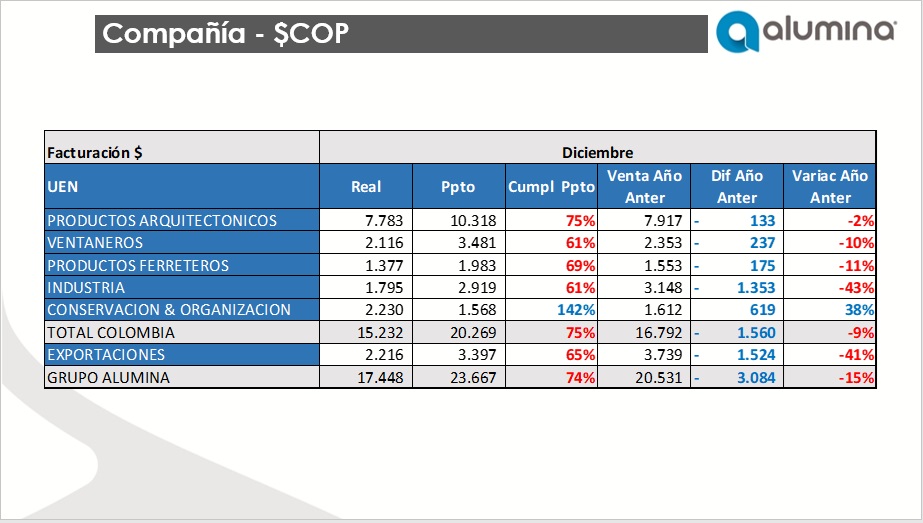 Compañía - $COP
alumina
Facturación $ Diciembre
UEN Real Ppto Cumpl Ppto Venta Año Anter Dif Año Anter Variac Año Anter
PRODUCTOS ARQUITECTONICOS 7.783 10.318 75% 7.917 - 133 -2%
VENTANEROS 2.116 3.481 61% 2.353 - 237 -10%
PRODUCTOS FERRETEROS 1.377 1.983 69% 1.553 - 175 -11%
INDUSTRIA 1.795 2.919 61% 3.148 - 1.353 -43%
CONSERVACION & ORGANIZACION 2.230 1.568 142% 1.612 619 38%
TOTAL COLOMBIA 15.232 20.269 75% 16.792 - 1.560 -9%
EXPORTACIONES 2.216 3.397 65% 3.739 - 1.524 -41%
GRUPO ALUMINA 17.448 23.667 74% 20.531 - 3.084 -15%